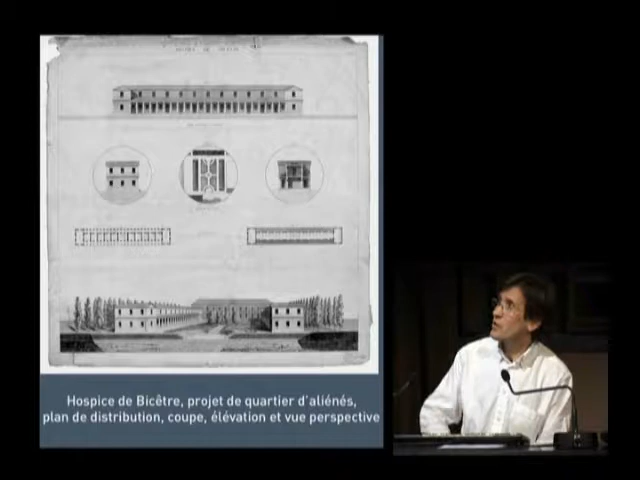 Hospice de Bicêtre, projet de quartier d'aliénés,
plan de distribution, coupe, élévation et vue perspective